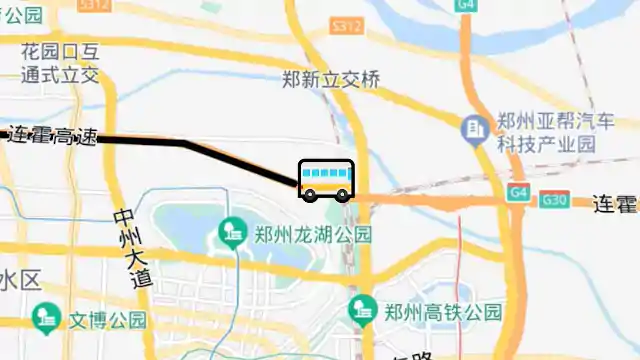 S312
G4
公园
S312
花园口互
通式立交
郑新立交桥
郑州亚帮汽车
科技产业园
连霍高速
G4
G30
连霍
中州大道
郑州龙湖公园
水区
文博公园
郑州高铁公园